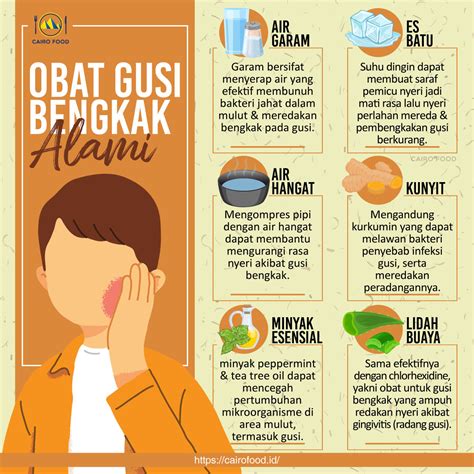 CAIRO FOOD
OBAT GUSI
BENGKAK
Alami
AIR
GARAM
Garam bersifat
menyerap air yang
efektif membunuh
bakteri jahat dalam
mulut & meredakan
bengkak pada gusi.
ES
BATU
Suhu dingin dapat
membuat saraf
pemicu nyeri jadi
mati rasa lalu nyeri
perlahan mereda &
pembengkakan gusi
berkurang.
CAIRO FOOD
AIR
HANGAT
Mengompres pipi
dengan air hangat
dapat membantu
mengurangi rasa
nyeri akibat gusi
bengkak.
KUNYIT
Mengandung
kurkumin yang dapat
melawan bakteri
penyebab infeksi
gusi, serta
meredakan
peradangannya.
MINYAK
ESENSIAL
minyak peppermint
& tea tree oil dapat
mencegah
pertumbuhan
mikroorganisme di
area mulut,
termasuk gusi.
LIDAH
BUAYA
Sama efektifnya
dengan chlorhexidine,
yakni obat untuk gusi
bengkak yang ampuh
redakan nyeri akibat
gingivitis (radang gusi).
https://cairofood.id/